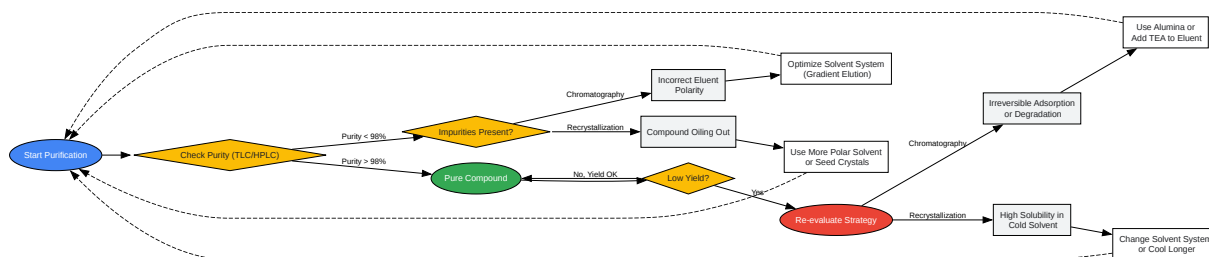 Use Alumina or
Add TEA to Eluent
Optimize Solvent System
(Gradient Elution)
Incorrect Eluent
Polarity
Chromatography
Irreversible Adsorption
or Degradation
Impurities Present?
Recrystallization
Compound Oiling Out
Purity < 98%
Chromatography
Start Purification
Check Purity (TLC/HPLC)
Use More Polar Solvent
or Seed Crystals
Purity > 98%
Pure Compound
No, Yield OK
Low Yield?
Yes
Re-evaluate Strategy
Recrystallization
High Solubility in
Cold Solvent
Change Solvent System
or Cool Longer